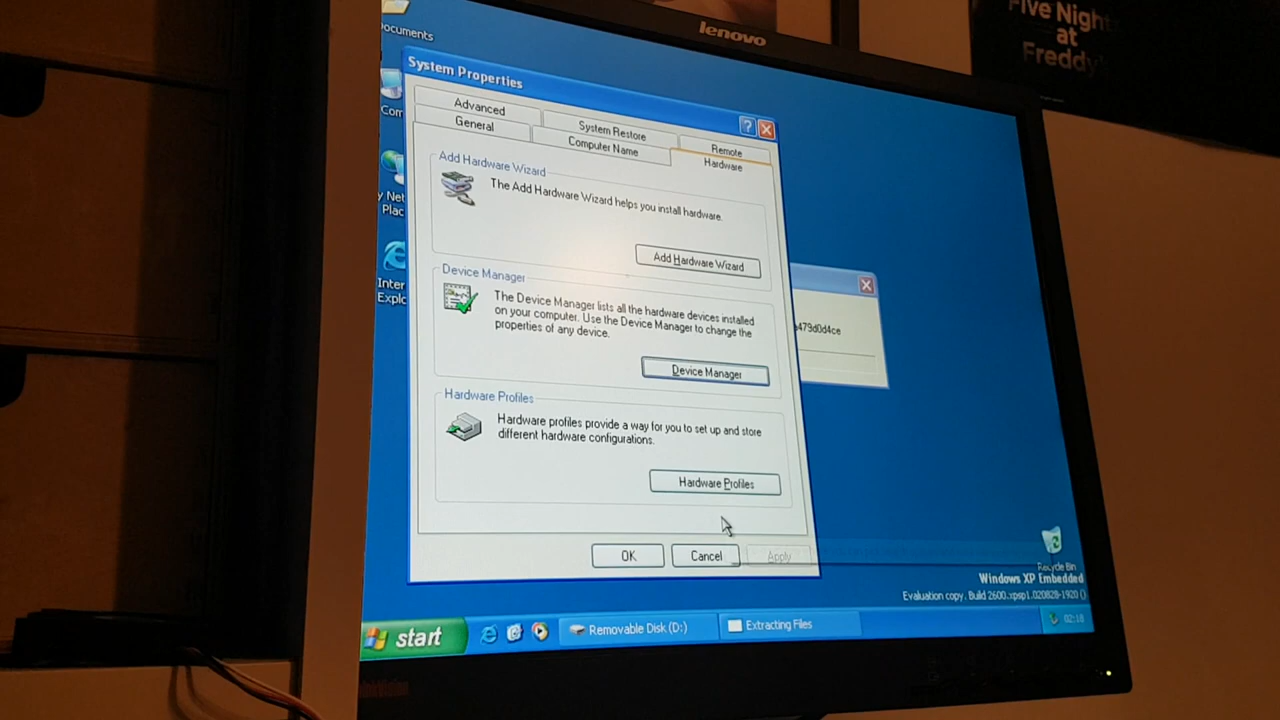 lenovo
Five Night
at
Freddy'
Documents
System Properties
Advanced
System Restore
Remote
General
Computer Name
Hardware
Add Hardware Wizard
The Add Hardware Wizard helps you install hardware.
Add Hardware Wizard
Device Manager
The Device Manager lists all the hardware devices installed
on your computer. Use the Device Manager to change the
properties of any device.
Device Manager
Hardware Profiles
Hardware profiles provide a way for you to set up and store
different hardware configurations.
Hardware Profiles
OK
Cancel
Apply
Com
y Net
Plac
Inter
Explo
479d0d4ce
Recycle Bin
Windows XP Embedded
Evaluation copy. Build 2600.xpsp1.020828-1920 ()
start
Removable Disk (D:)
Extracting Files
02:18